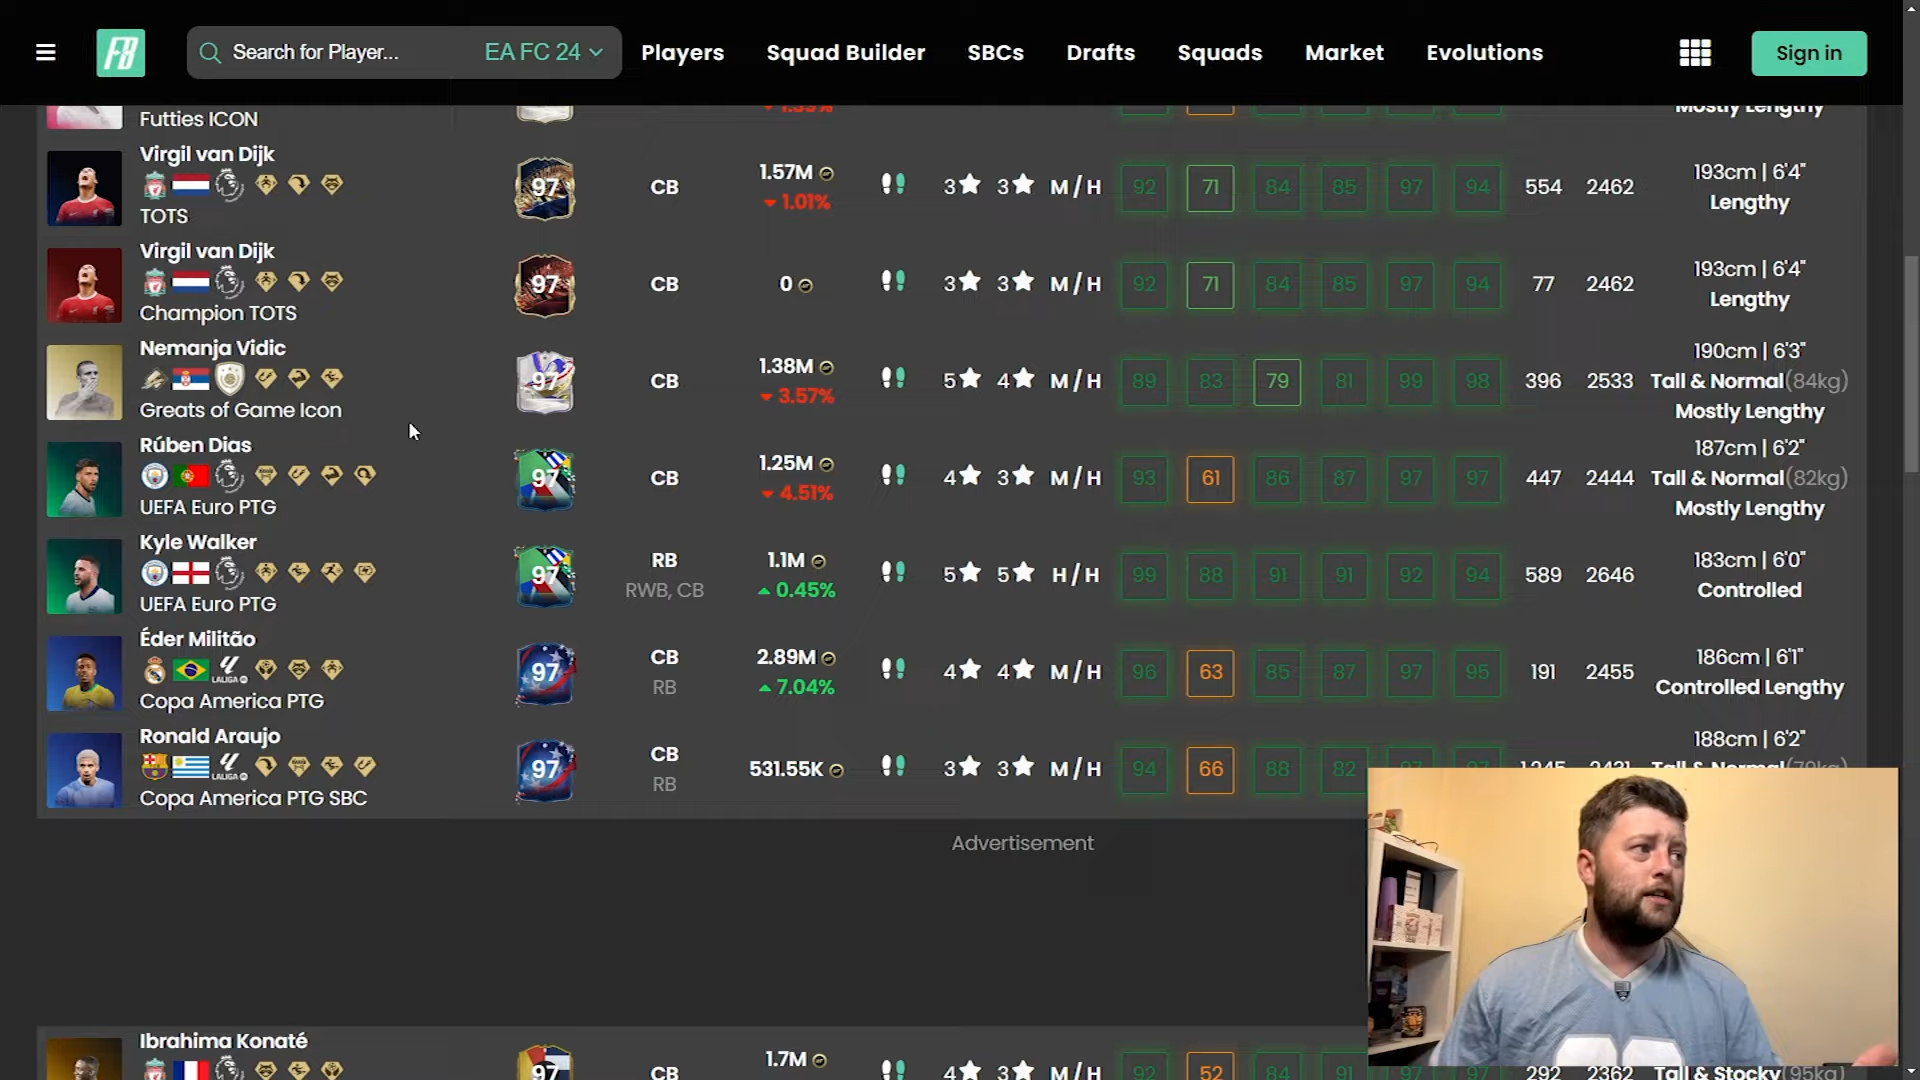 Search for Player... EA FC 24 Players Squad Builder SBCs Drafts Squads Market Evolutions Sign in
Futties ICON 1.39% Mostly Lengthy
Virgil van Dijk
TOTS
97 CB 1.57M 3 3 M / H 92 71 84 85 97 94 554 2462 193cm | 6'4"
1.01% Lengthy
Virgil van Dijk
Champion TOTS
97 CB 0 3 3 M / H 92 71 84 85 97 94 77 2462 193cm | 6'4"
Lengthy
Nemanja Vidic
Greats of Game Icon
97 CB 1.38M 5 4 M / H 89 83 79 81 99 98 396 2533 190cm | 6'3"
3.57% Tall & Normal(84kg)
Mostly Lengthy
Rúben Dias
UEFA Euro PTG
97 CB 1.25M 4 3 M / H 93 61 86 87 97 97 447 2444 187cm | 6'2"
4.51% Tall & Normal(82kg)
Mostly Lengthy
Kyle Walker
UEFA Euro PTG
97 RB 1.1M 5 5 H / H 99 88 91 91 92 94 589 2646 183cm | 6'0"
RWB, CB 0.45% Controlled
Éder Militão
Copa America PTG
97 CB 2.89M 4 4 M / H 96 63 85 87 97 95 191 2455 186cm | 6'1"
RB 7.04% Controlled Lengthy
Ronald Araujo
Copa America PTG SBC
97 CB 531.55K 3 3 M / H 94 66 88 82 188cm | 6'2"
RB
Advertisement
Ibrahima Konaté
97 CB 1.7M 4 3 M / H 92 52 84 91 97 97 292 2362 Tall & Stocky(95kg)